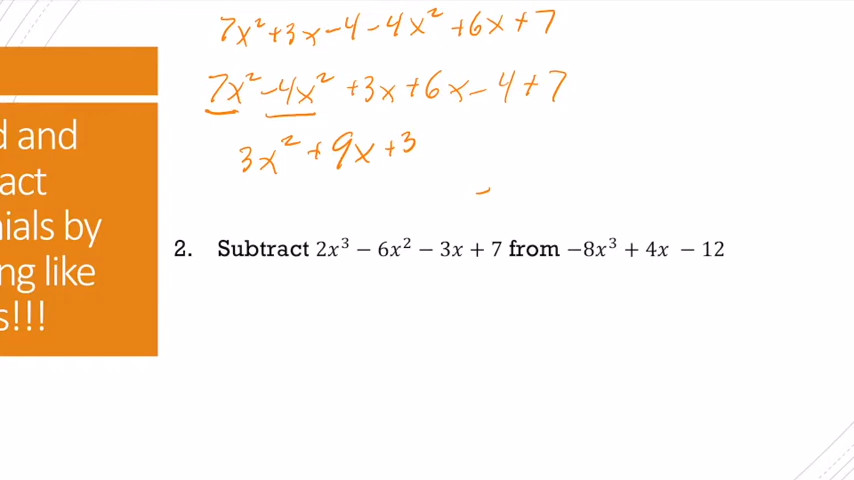 7x² + 3x - 4 - 4x² + 6x + 7
7x² - 4x² + 3x + 6x - 4 + 7
3x² + 9x + 3
d and
act
nials by
ng like
s!!!
2. Subtract 2x³ − 6x² − 3x + 7 from −8x³ + 4x − 12